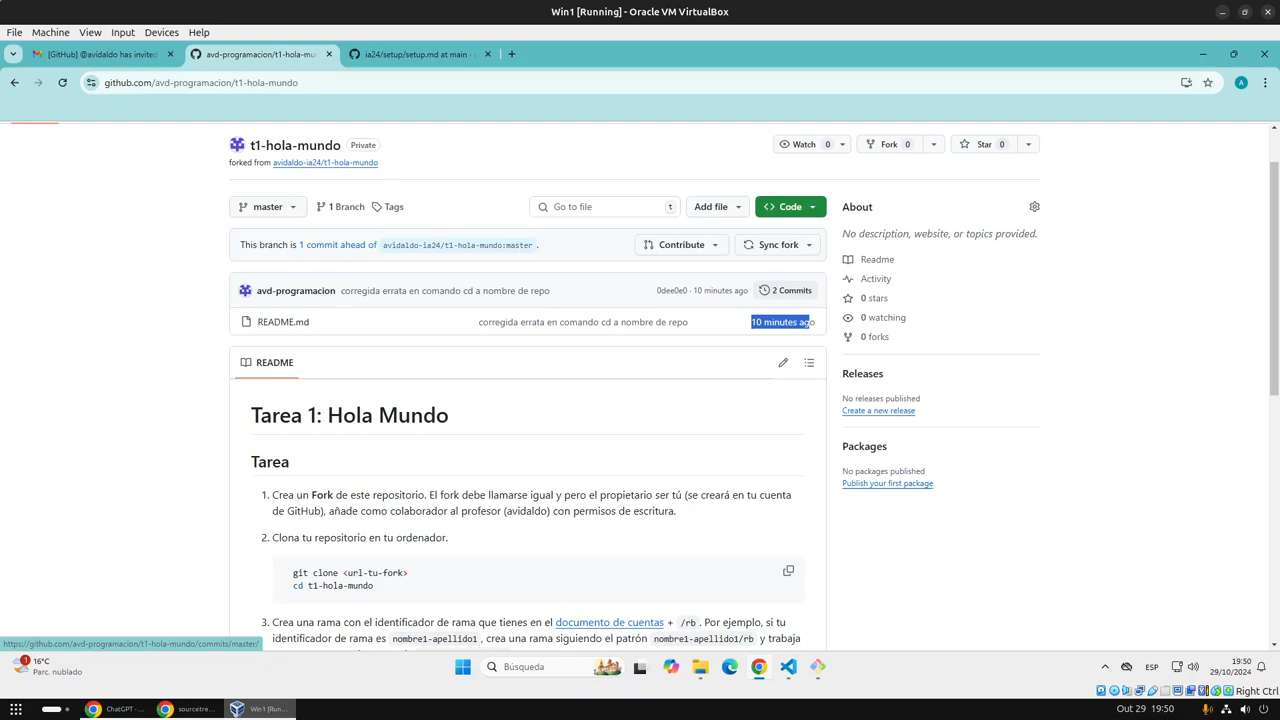 Win1 [Running] - Oracle VM VirtualBox
File Machine View Input Devices Help
[GitHub] @avidaldo has invited
avd-programacion/t1-hola-mu
ia24/setup/setup.md at main ·
github.com/avd-programacion/t1-hola-mundo
t1-hola-mundo Private
Watch 0 Fork 0 Star 0
forked from avidaldo-ia24/t1-hola-mundo
master 1 Branch Tags Go to file t Add file Code
About
No description, website, or topics provided.
This branch is 1 commit ahead of avidaldo-ia24/t1-hola-mundo:master . Contribute Sync fork
Readme
Activity
0 stars
0 watching
0 forks
avd-programacion corregida errata en comando cd a nombre de repo 0dee0e0 · 10 minutes ago 2 Commits
README.md corregida errata en comando cd a nombre de repo 10 minutes ago
README
Releases
No releases published
Create a new release
Packages
No packages published
Publish your first package
Tarea 1: Hola Mundo
Tarea
1. Crea un Fork de este repositorio. El fork debe llamarse igual y pero el propietario ser tú (se creará en tu cuenta
de GitHub), añade como colaborador al profesor (avidaldo) con permisos de escritura.
2. Clona tu repositorio en tu ordenador.
git clone <url-tu-fork>
cd t1-hola-mundo
3. Crea una rama con el identificador de rama que tienes en el documento de cuentas + /rb . Por ejemplo, si tu
identificador de rama es nombre1-apellido1 , crea una rama siguiendo el patrón nombre1-apellido1/rb y trabaja
https://github.com/avd-programacion/t1-hola-mundo/commits/master/
1
16°C
Parc. nublado
Búsqueda
ESP
19:50
29/10/2024
Right Ctrl
ChatGPT - ...
sourcetre...
Win1 [Run...
Out 29 19:50